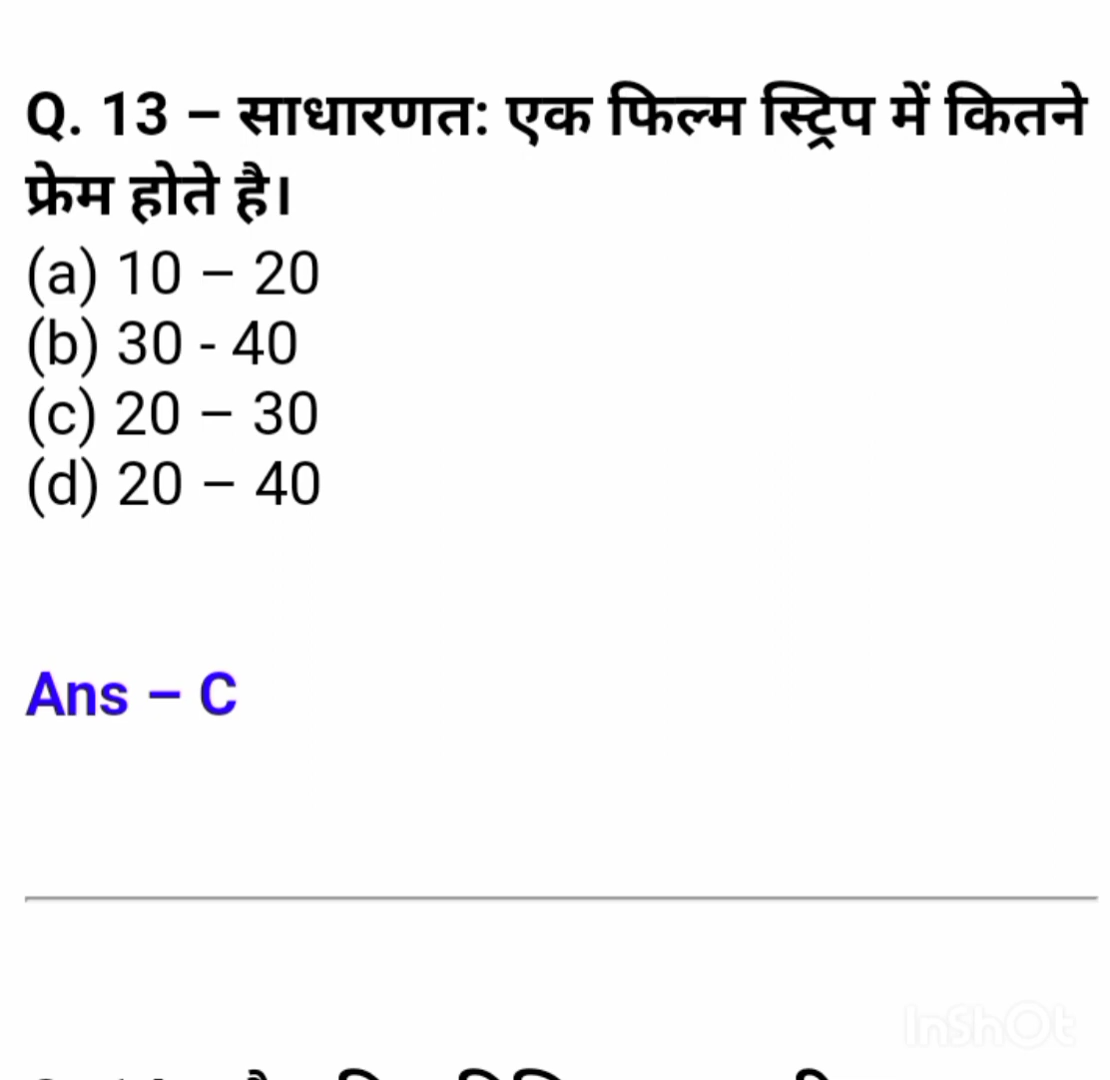 Q. 13 – साधारणत: एक फिल्म स्ट्रिप में कितने
फ्रेम होते है।
(a) 10 – 20
(b) 30 - 40
(c) 20 – 30
(d) 20 – 40
Ans – C
InShOt